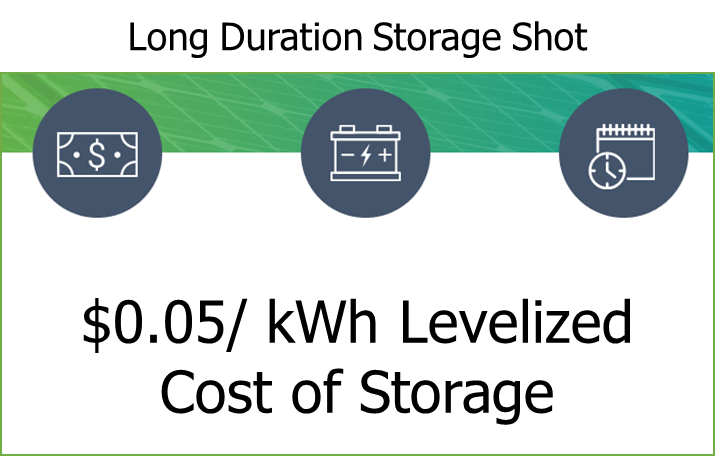 Long Duration Storage Shot
$0.05/ kWh Levelized
Cost of Storage